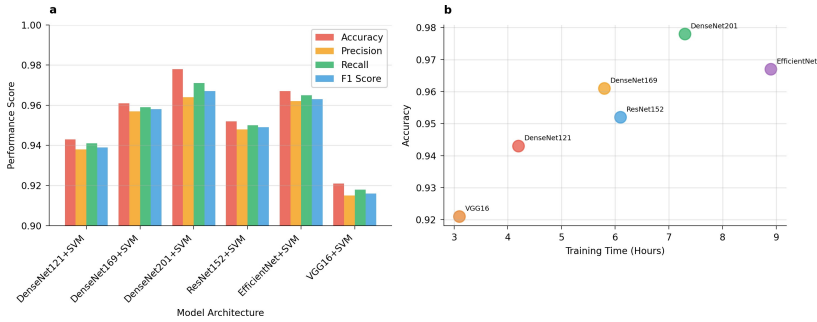 a
1.00
0.98
0.96
0.94
0.92
0.90
Performance Score
Accuracy
Precision
Recall
F1 Score
DenseNet121+SVM
DenseNet169+SVM
DenseNet201+SVM
ResNet152+SVM
EfficientNet+SVM
VGG16+SVM
Model Architecture
b
0.98
0.97
0.96
0.95
0.94
0.93
0.92
Accuracy
DenseNet201
EfficientNet
DenseNet169
ResNet152
DenseNet121
VGG16
3
4
5
6
7
8
9
Training Time (Hours)